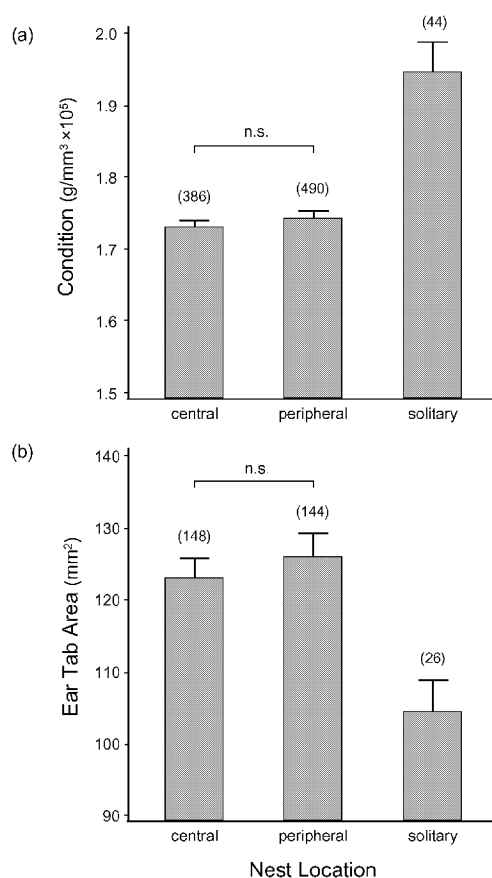 (a)
Condition (g/mm³ ×10⁵)
2.0
1.9
1.8
1.7
1.6
1.5
(44)
n.s.
(386)
(490)
central peripheral solitary
(b)
Ear Tab Area (mm²)
140
130
120
110
100
90
n.s.
(148)
(144)
(26)
central peripheral solitary
Nest Location